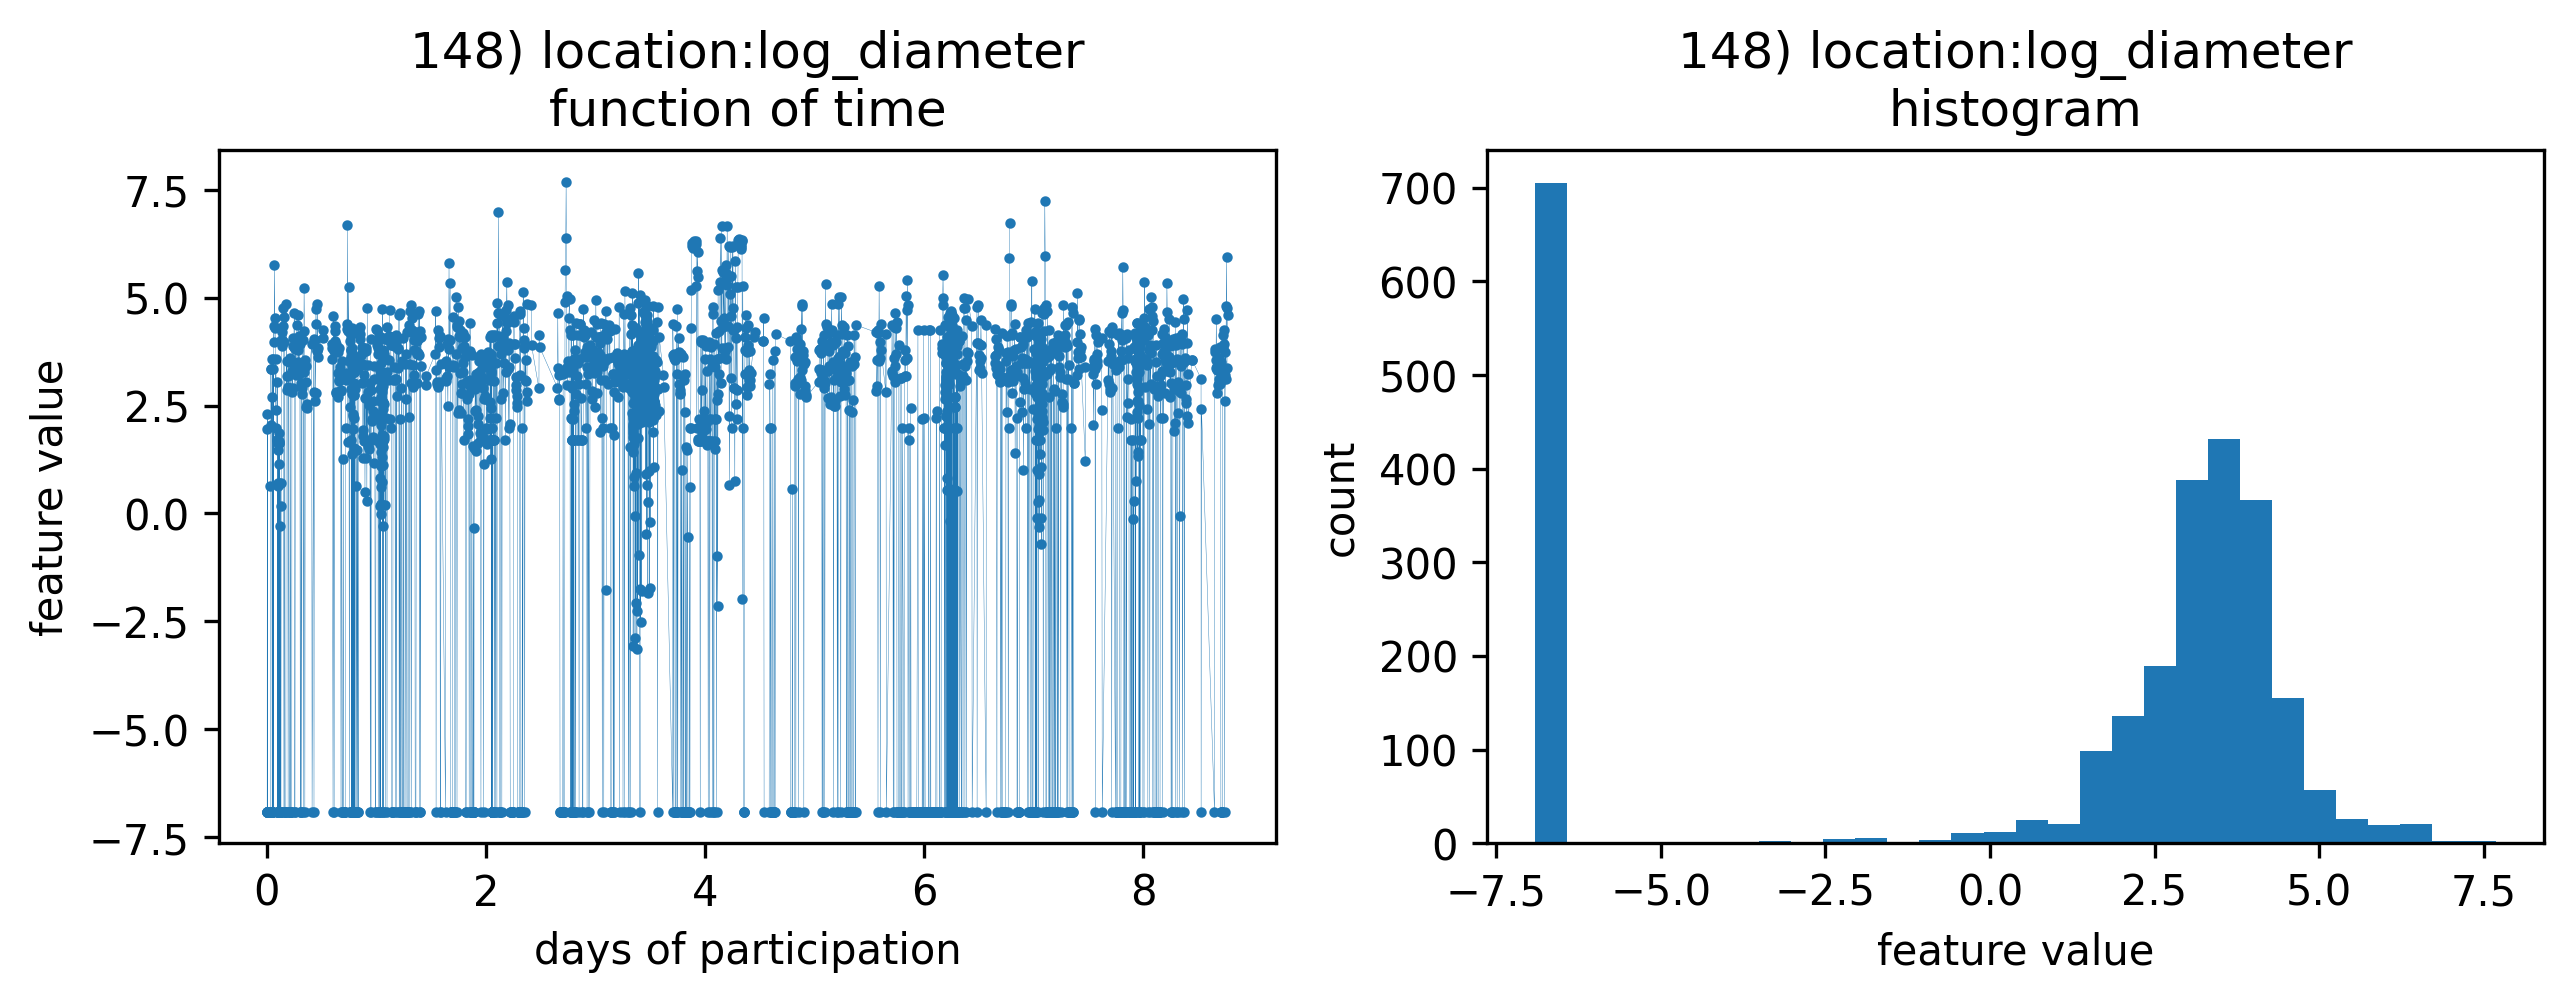 148) location:log_diameter
function of time
7.5
5.0
2.5
0.0
−2.5
−5.0
−7.5
feature value
0 2 4 6 8
days of participation
148) location:log_diameter
histogram
700
600
500
400
300
200
100
0
count
−7.5 −5.0 −2.5 0.0 2.5 5.0 7.5
feature value